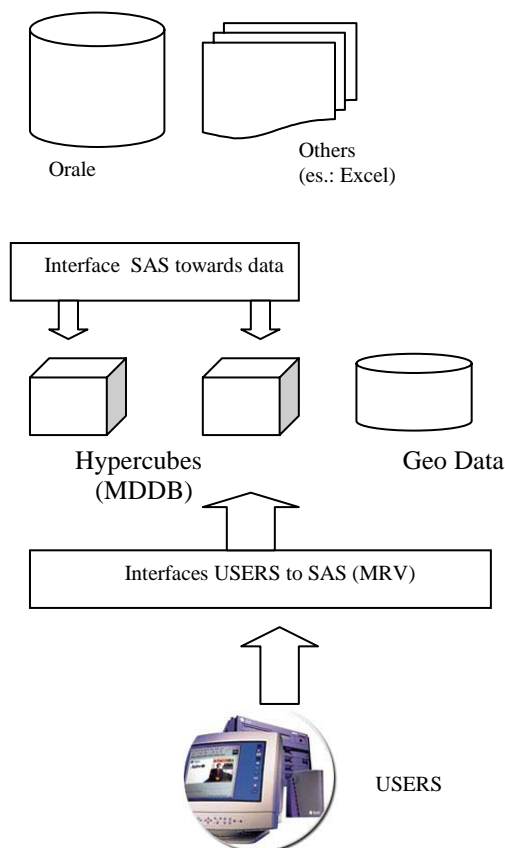 Orale
Others
(es.: Excel)
Interface SAS towards data
Hypercubes
(MDDB)
Geo Data
Interfaces USERS to SAS (MRV)
USERS